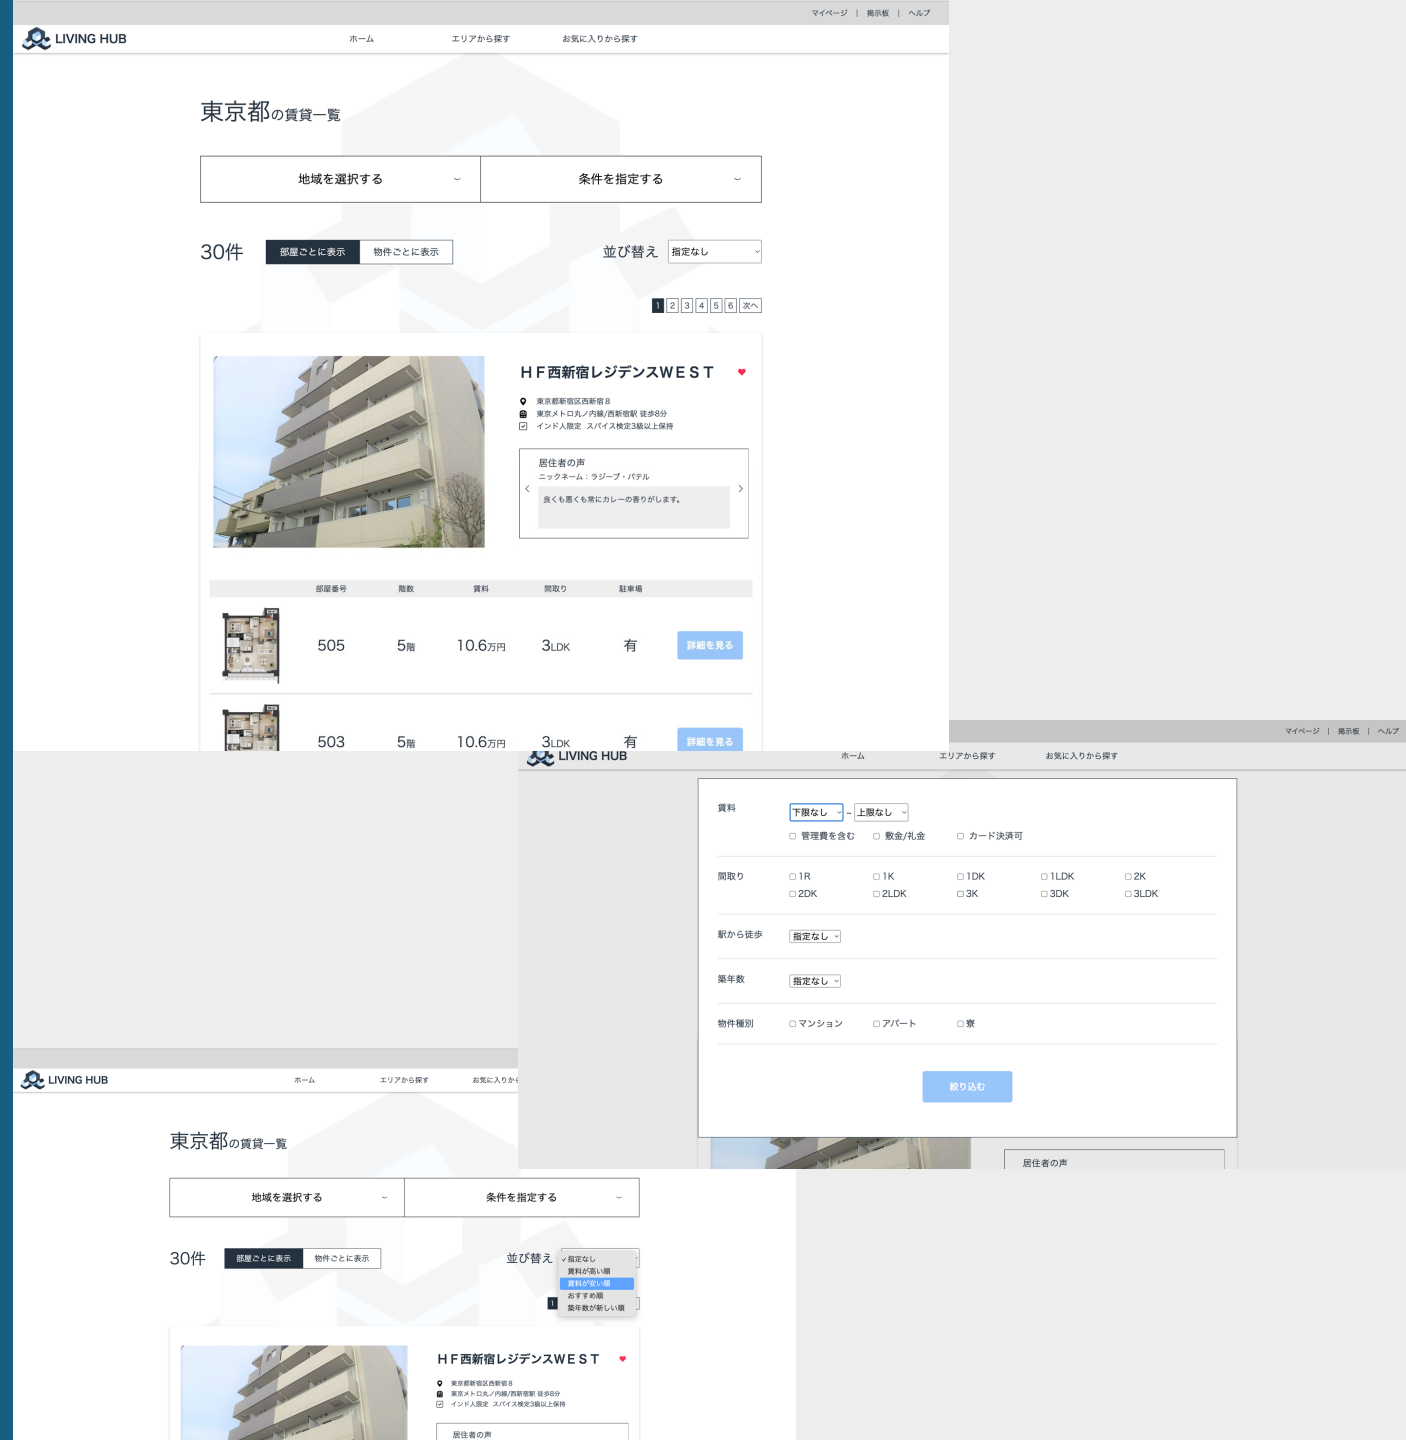 マイページ | 掲示板 | ヘルプ
LIVING HUB ホーム エリアから探す お気に入りから探す
東京都の賃貸一覧
地域を選択する 条件を指定する
30件 部屋ごとに表示 物件ごとに表示 並び替え 指定なし
1 2 3 4 5 6 次へ
ＨＦ西新宿レジデンスＷＥＳＴ
東京都新宿区西新宿８
東京メトロ丸ノ内線/西新宿駅 徒歩8分
インド人限定 スパイス検定3級以上保持
居住者の声
ニックネーム：ラジープ・パテル
良くも悪くも常にカレーの香りがします。
部屋番号 階数 賃料 間取り 駐車場
505 5階 10.6万円 3LDK 有 詳細を見る
503 5階 10.6万円 3LDK 有 詳細を見る
マイページ | 掲示板 | ヘルプ
LIVING HUB ホーム エリアから探す お気に入りから探す
賃料 下限なし ~ 上限なし
管理費を含む 敷金/礼金 カード決済可
間取り 1R 1K 1DK 1LDK 2K
2DK 2LDK 3K 3DK 3LDK
駅から徒歩 指定なし
築年数 指定なし
物件種別 マンション アパート 寮
絞り込む
居住者の声
LIVING HUB ホーム エリアから探す お気に入りから
東京都の賃貸一覧
地域を選択する 条件を指定する
30件 部屋ごとに表示 物件ごとに表示 並び替え
✓指定なし
賃料が高い順
賃料が安い順
おすすめ順
築年数が新しい順
1
ＨＦ西新宿レジデンスＷＥＳＴ
東京都新宿区西新宿８
東京メトロ丸ノ内線/西新宿駅 徒歩8分
インド人限定 スパイス検定3級以上保持
居住者の声